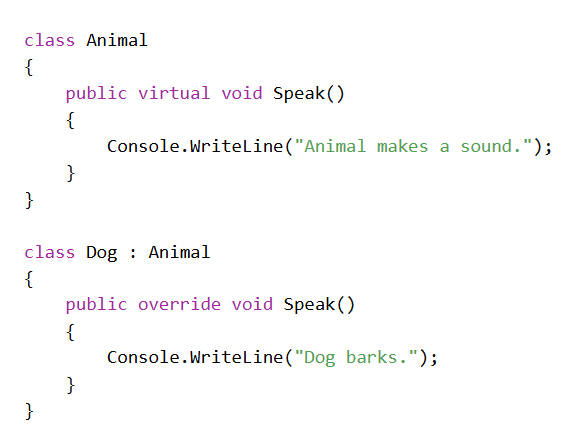 class Animal
{
    public virtual void Speak()
    {
        Console.WriteLine("Animal makes a sound.");
    }
}

class Dog : Animal
{
    public override void Speak()
    {
        Console.WriteLine("Dog barks.");
    }
}